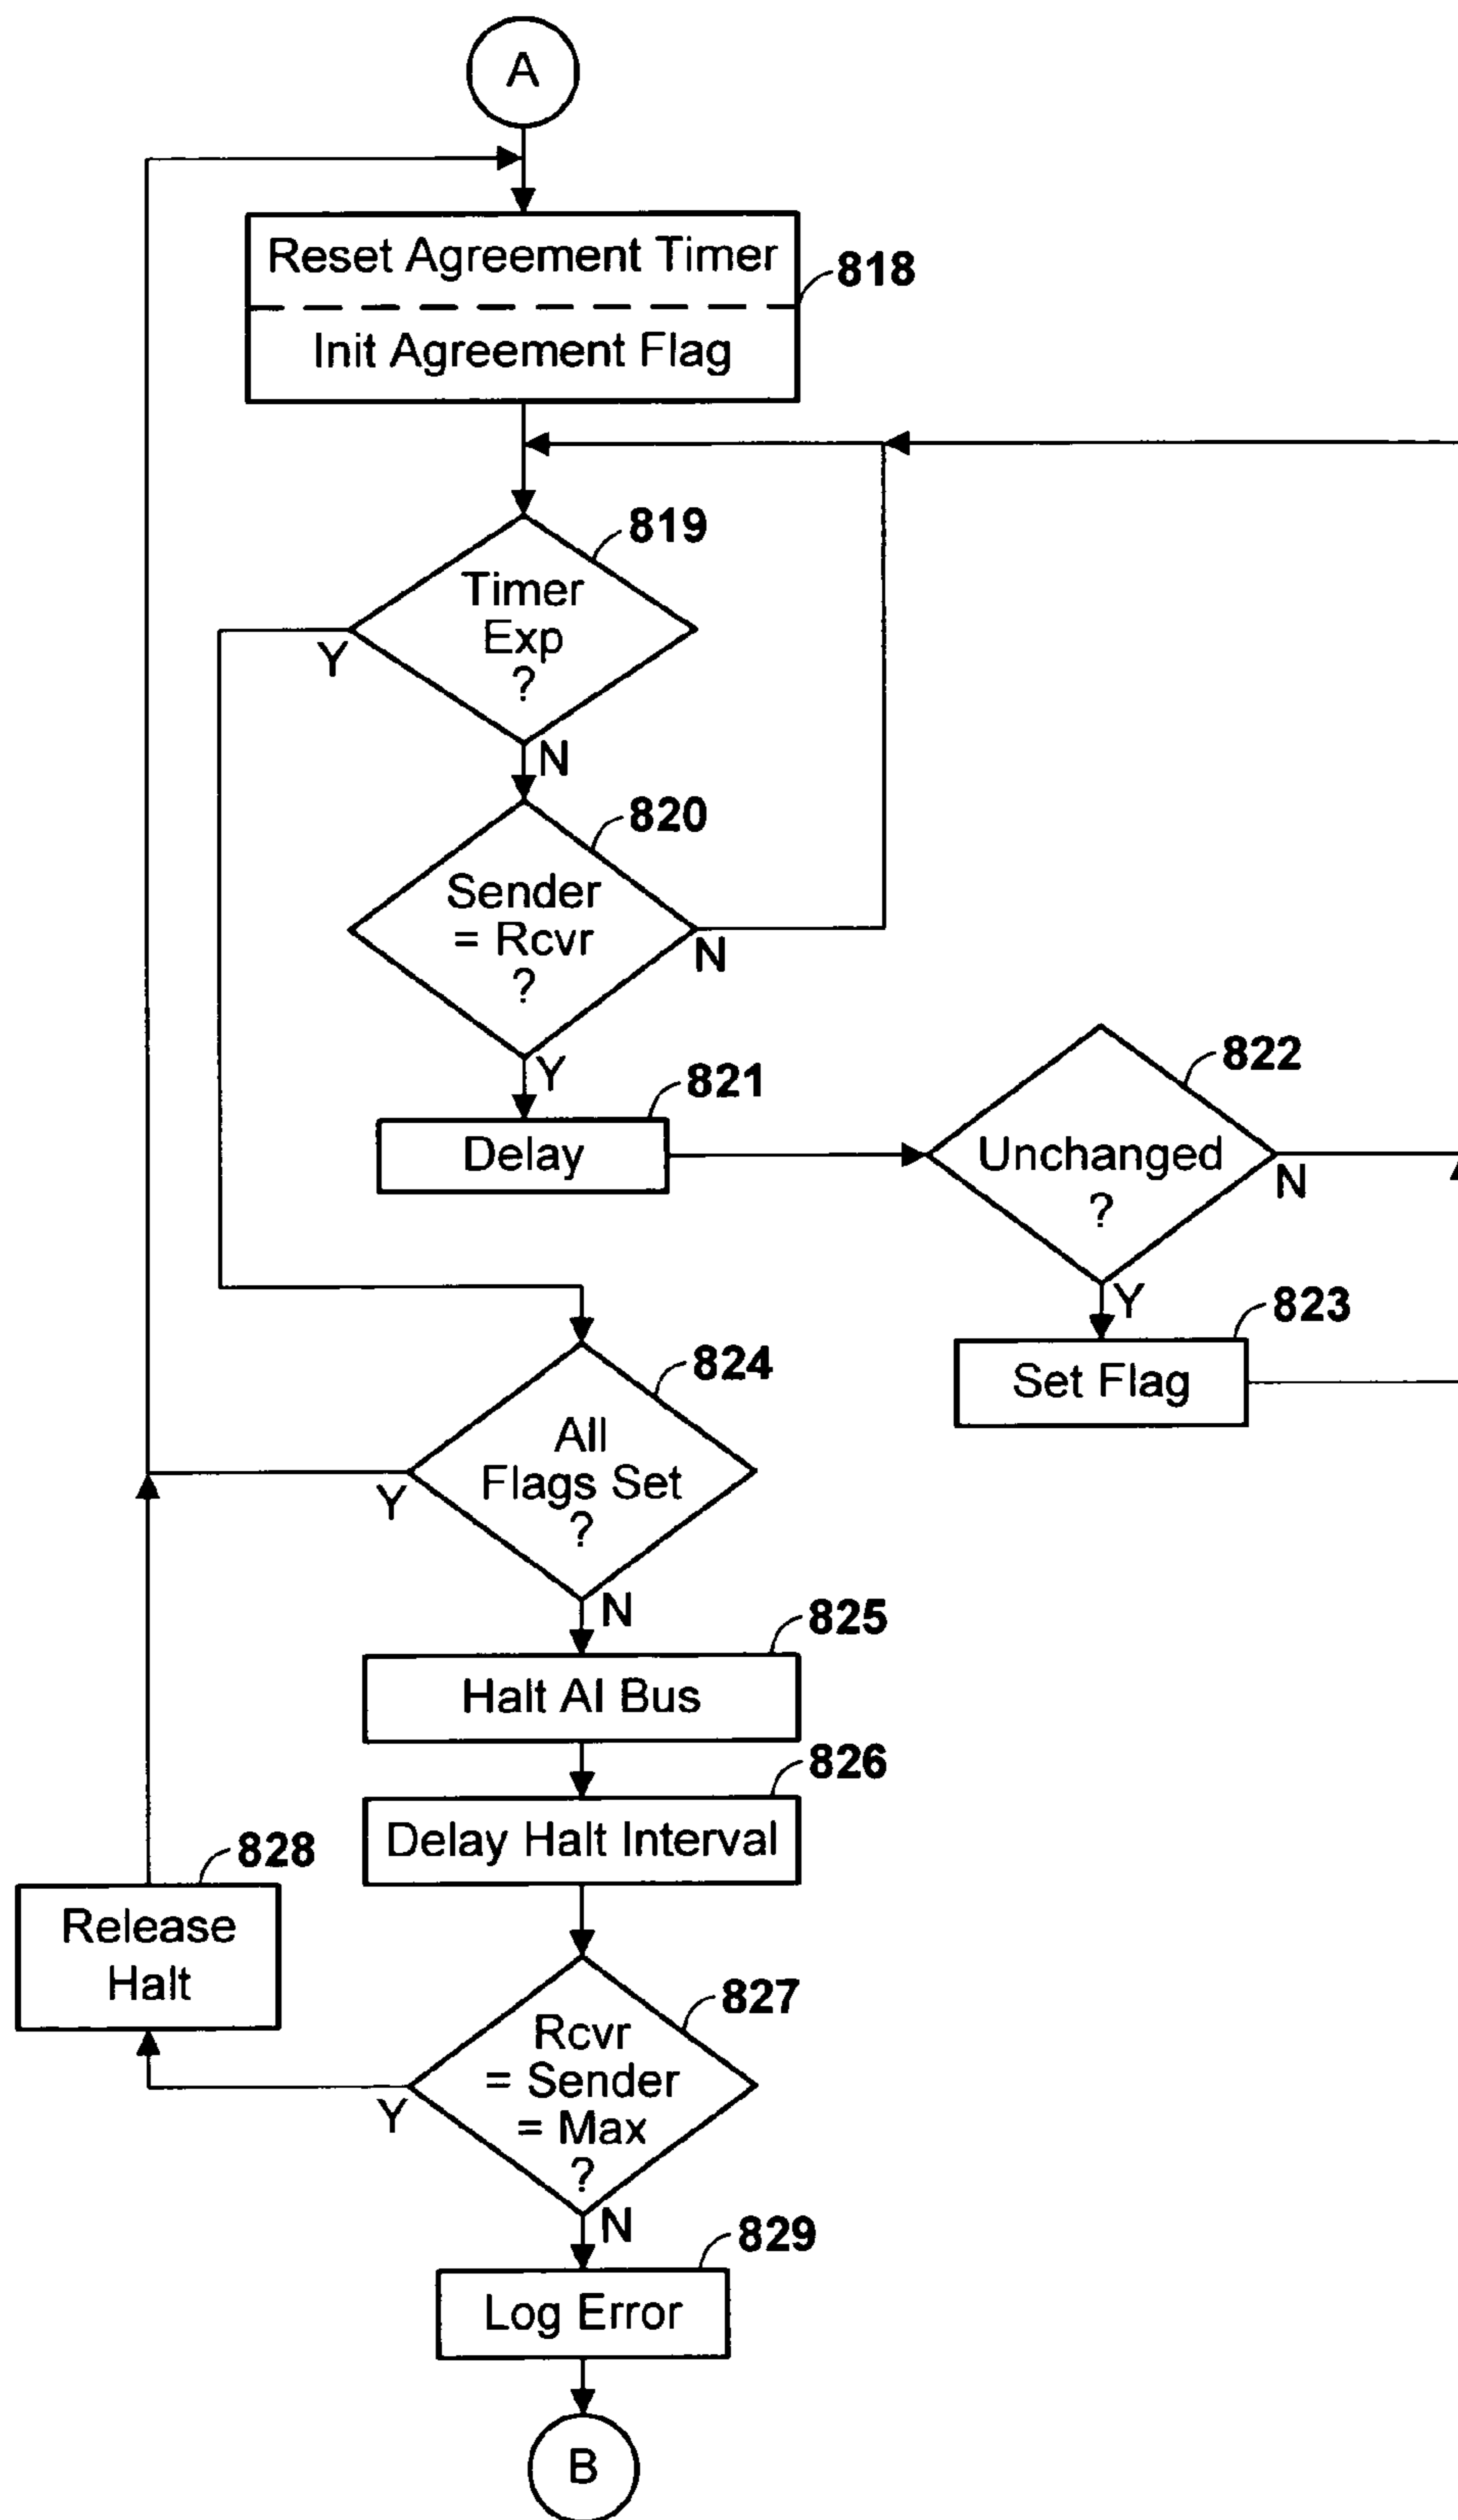 A
Reset Agreement Timer
818
Init Agreement Flag
819
Timer
Exp
?
Y
N
820
Sender
= Rcvr
?
N
Y
821
Delay
822
Unchanged
?
N
Y
823
Set Flag
824
All
Flags Set
?
Y
N
825
Halt AI Bus
826
Delay Halt Interval
828
Release
Halt
827
Rcvr
= Sender
= Max
?
Y
N
829
Log Error
B